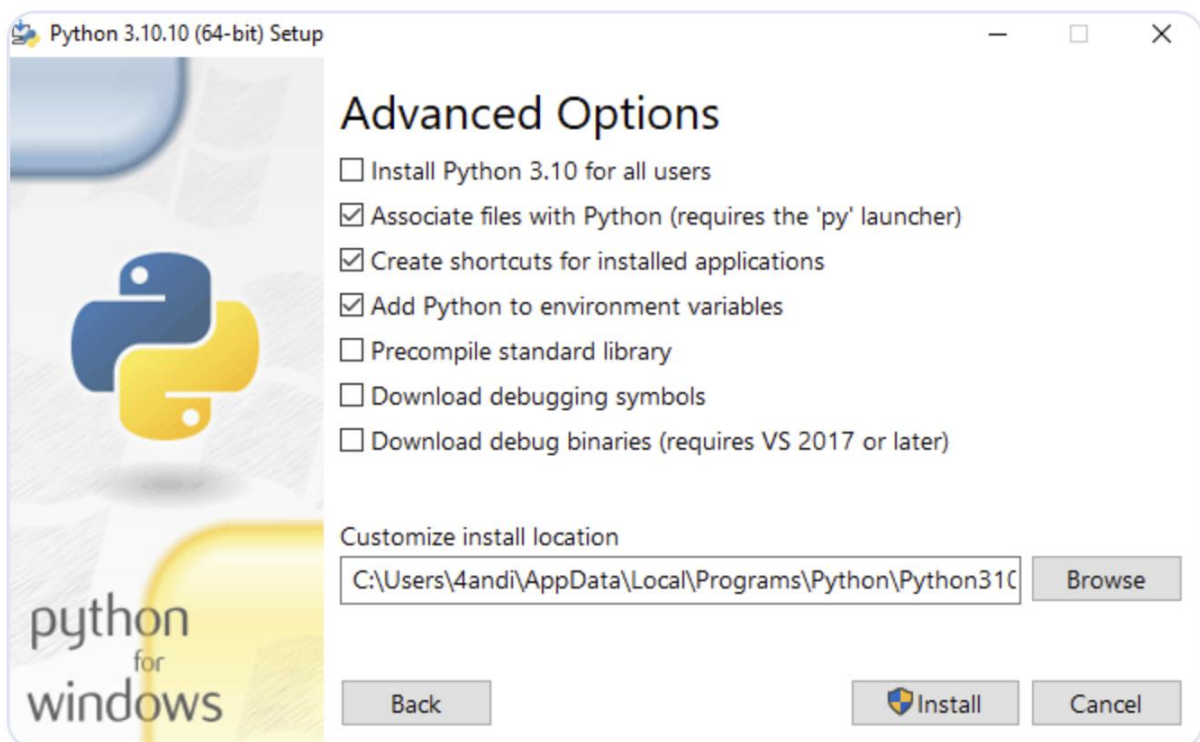 Python 3.10.10 (64-bit) Setup
Advanced Options
Install Python 3.10 for all users
Associate files with Python (requires the 'py' launcher)
Create shortcuts for installed applications
Add Python to environment variables
Precompile standard library
Download debugging symbols
Download debug binaries (requires VS 2017 or later)
Customize install location
C:\Users\4andi\AppData\Local\Programs\Python\Python310
Browse
python
for
windows
Back
Install
Cancel